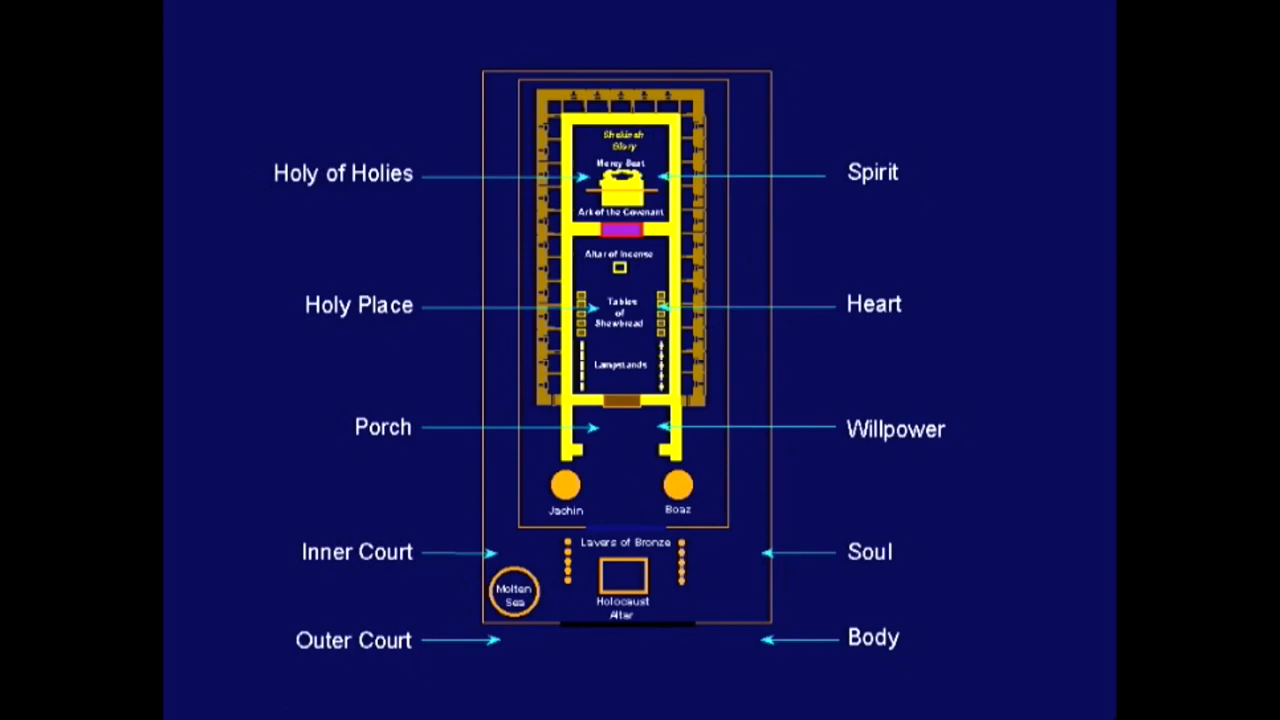 Shekinah
Glory
Mercy Seat
Holy of Holies
Spirit
Ark of the Covenant
Altar of Incense
Holy Place
Tables
of
Shewbread
Heart
Lampstands
Porch
Willpower
Jachin
Boaz
Lavers of Bronze
Inner Court
Soul
Molten
Sea
Holocaust
Altar
Outer Court
Body